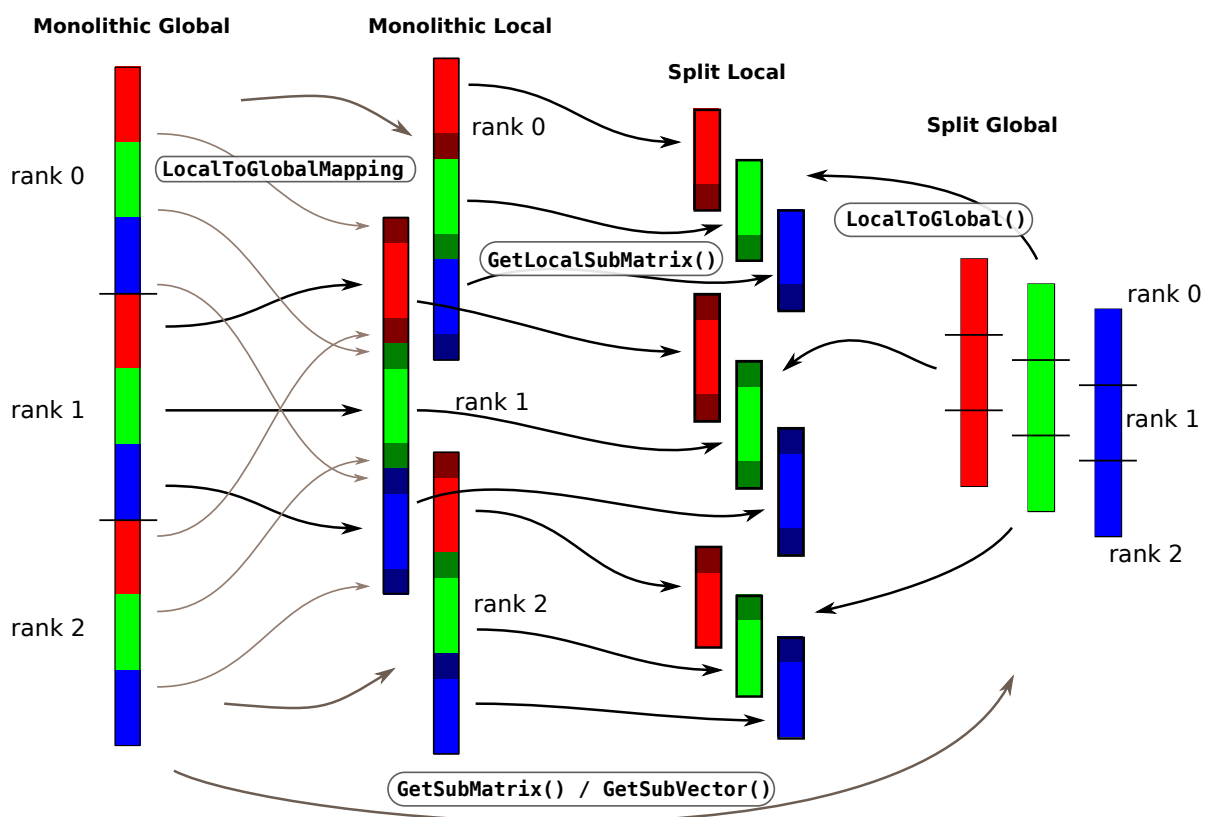 Monolithic Global
Monolithic Local
Split Local
Split Global
rank 0
rank 1
rank 2
LocalToGlobalMapping
rank 0
rank 1
rank 2
GetLocalSubMatrix()
LocalToGlobal()
rank 0
rank 1
rank 2
GetSubMatrix() / GetSubVector()